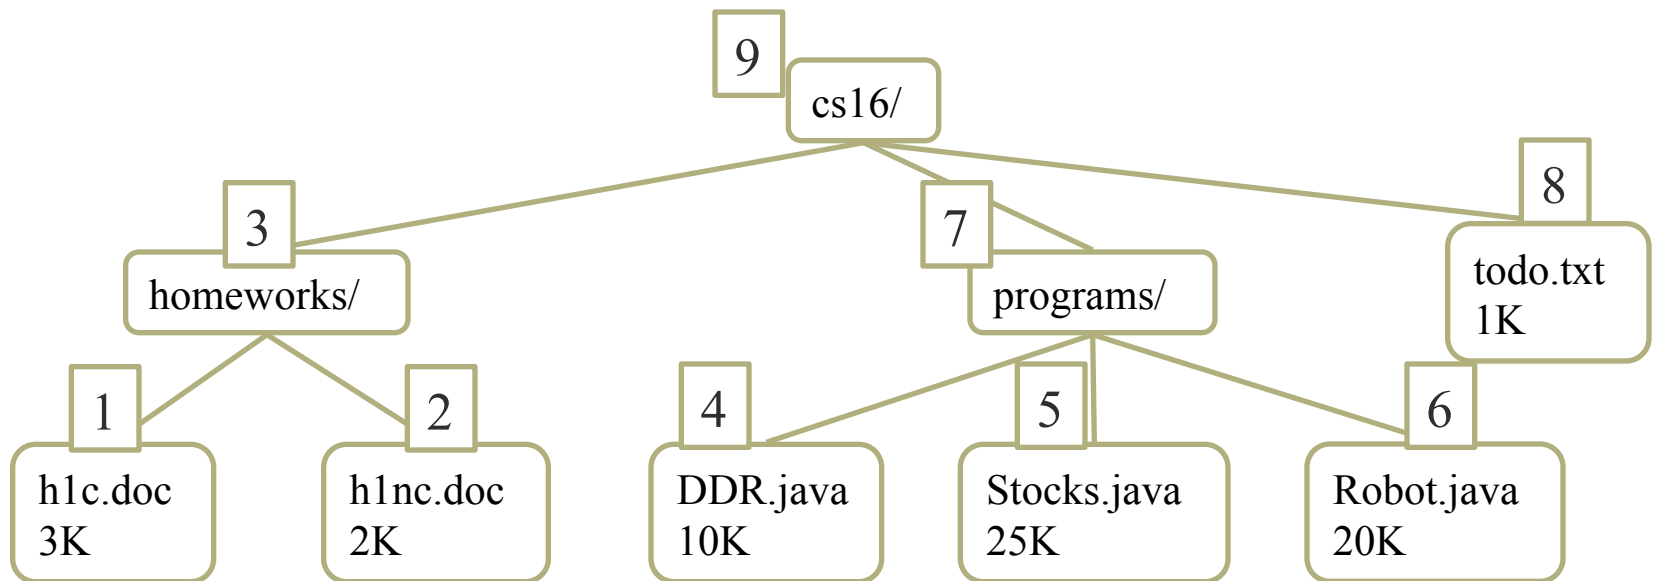 9
cs16/
3
homeworks/
7
programs/
8
todo.txt
1K
1
h1c.doc
3K
2
h1nc.doc
2K
4
DDR.java
10K
5
Stocks.java
25K
6
Robot.java
20K